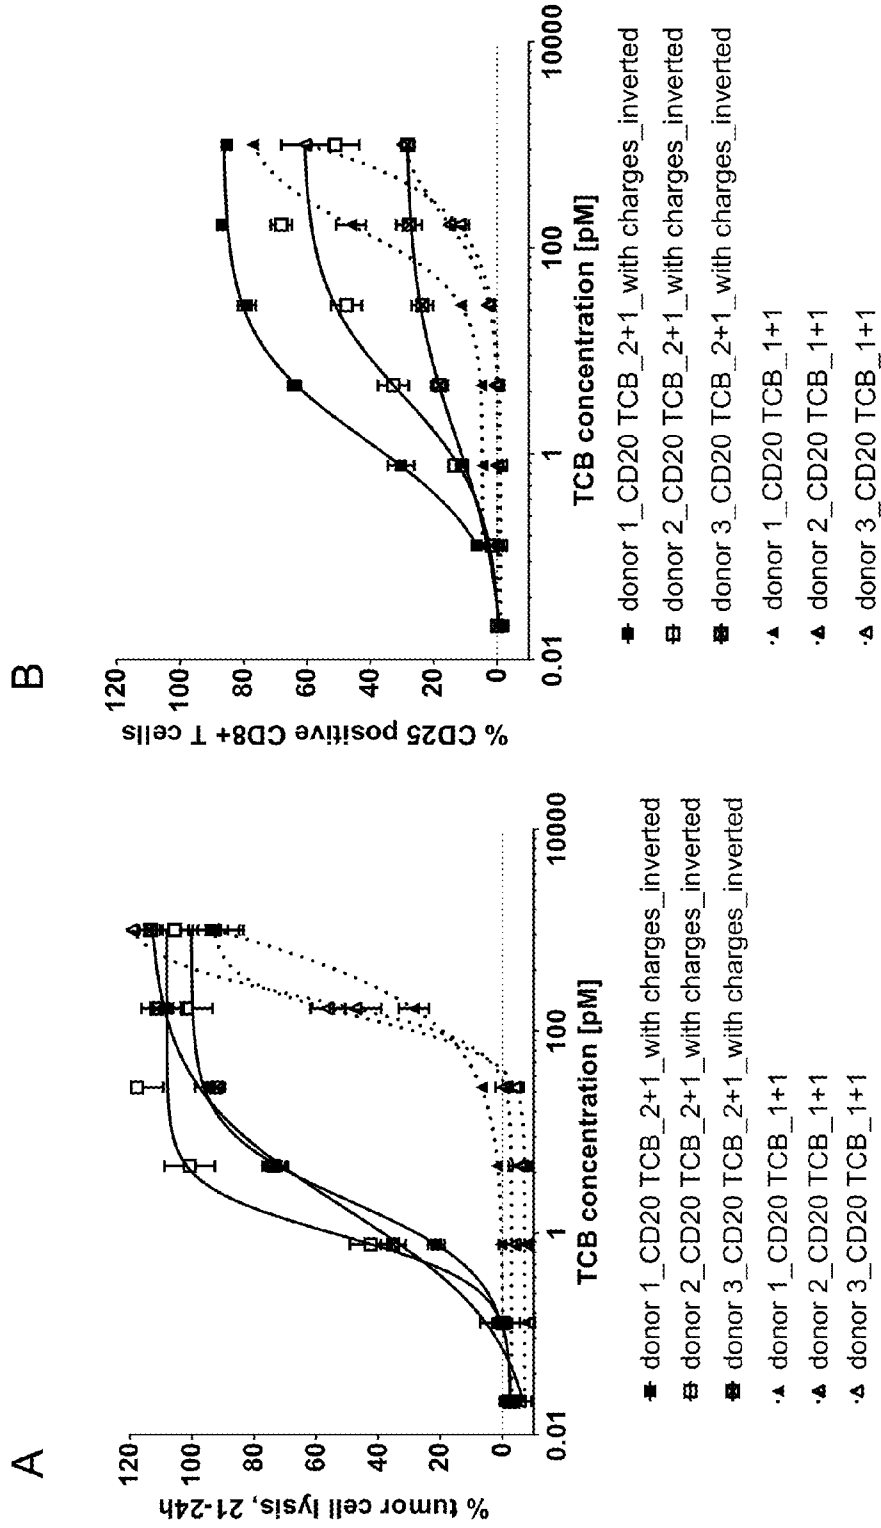 A
% tumor cell lysis, 21-24h
120
100
80
60
40
20
0
0.01
1
100
10000
TCB concentration [pM]
donor 1_CD20 TCB_2+1_with charges_inverted
donor 2_CD20 TCB_2+1_with charges_inverted
donor 3_CD20 TCB_2+1_with charges_inverted
donor 1_CD20 TCB_1+1
donor 2_CD20 TCB_1+1
donor 3_CD20 TCB_1+1
B
% CD25 positive CD8+ T cells
120
100
80
60
40
20
0
0.01
1
100
10000
TCB concentration [pM]
donor 1_CD20 TCB_2+1_with charges_inverted
donor 2_CD20 TCB_2+1_with charges_inverted
donor 3_CD20 TCB_2+1_with charges_inverted
donor 1_CD20 TCB_1+1
donor 2_CD20 TCB_1+1
donor 3_CD20 TCB_1+1